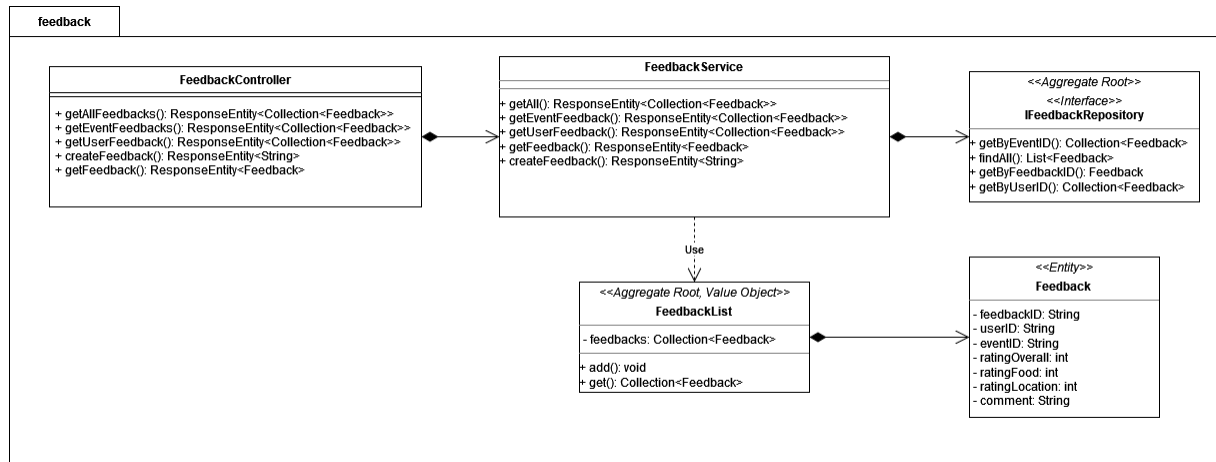 feedback
FeedbackController
+ getAllFeedbacks(): ResponseEntity<Collection<Feedback>>
+ getEventFeedbacks(): ResponseEntity<Collection<Feedback>>
+ getUserFeedback(): ResponseEntity<Collection<Feedback>>
+ createFeedback(): ResponseEntity<String>
+ getFeedback(): ResponseEntity<Feedback>
FeedbackService
+ getAll(): ResponseEntity<Collection<Feedback>>
+ getEventFeedback(): ResponseEntity<Collection<Feedback>>
+ getUserFeedback(): ResponseEntity<Collection<Feedback>>
+ getFeedback(): ResponseEntity<Feedback>
+ createFeedback(): ResponseEntity<String>
<<Aggregate Root>>
<<Interface>>
IFeedbackRepository
+ getByEventID(): Collection<Feedback>
+ findAll(): List<Feedback>
+ getByFeedbackID(): Feedback
+ getByUserID(): Collection<Feedback>
Use
<<Aggregate Root, Value Object>>
FeedbackList
- feedbacks: Collection<Feedback>
+ add(): void
+ get(): Collection<Feedback>
<<Entity>>
Feedback
- feedbackID: String
- userID: String
- eventID: String
- ratingOverall: int
- ratingFood: int
- ratingLocation: int
- comment: String